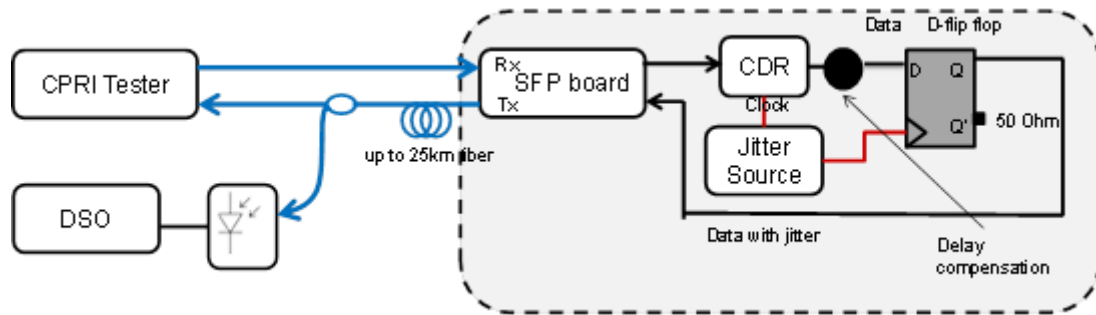 Data D-flip flop
CPRI Tester
Rx
SFP board
Tx
CDR
Clock
D Q
Q'
50 Ohm
Jitter
Source
up to 25km fiber
DSO
Data with jitter
Delay
compensation